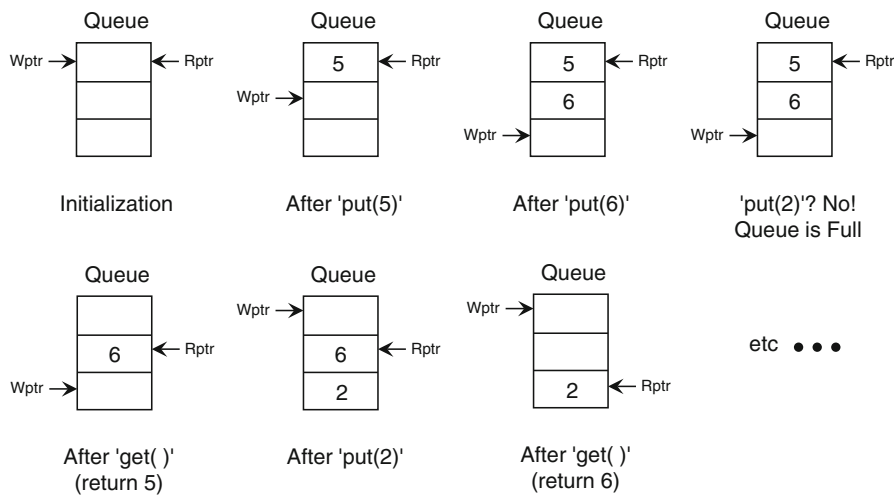 Queue Queue Queue Queue
Wptr Rptr 5 Rptr 5 Rptr 5 Rptr
Wptr 6 6
Wptr Wptr
Initialization After 'put(5)' After 'put(6)' 'put(2)'? No!
Queue is Full
Queue Queue Queue
Wptr Wptr
6 Rptr 6 Rptr etc •••
Wptr 2 2 Rptr
After 'get( )' After 'put(2)' After 'get( )'
(return 5) (return 6)